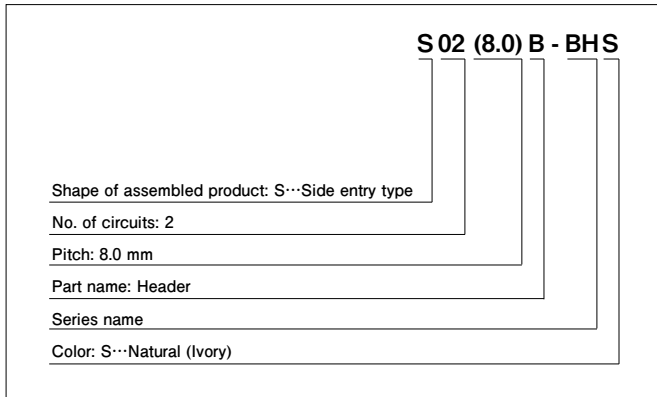 S 02 (8.0) B - BH S
Shape of assembled product: S⋯Side entry type
No. of circuits: 2
Pitch: 8.0 mm
Part name: Header
Series name
Color: S⋯Natural (Ivory)